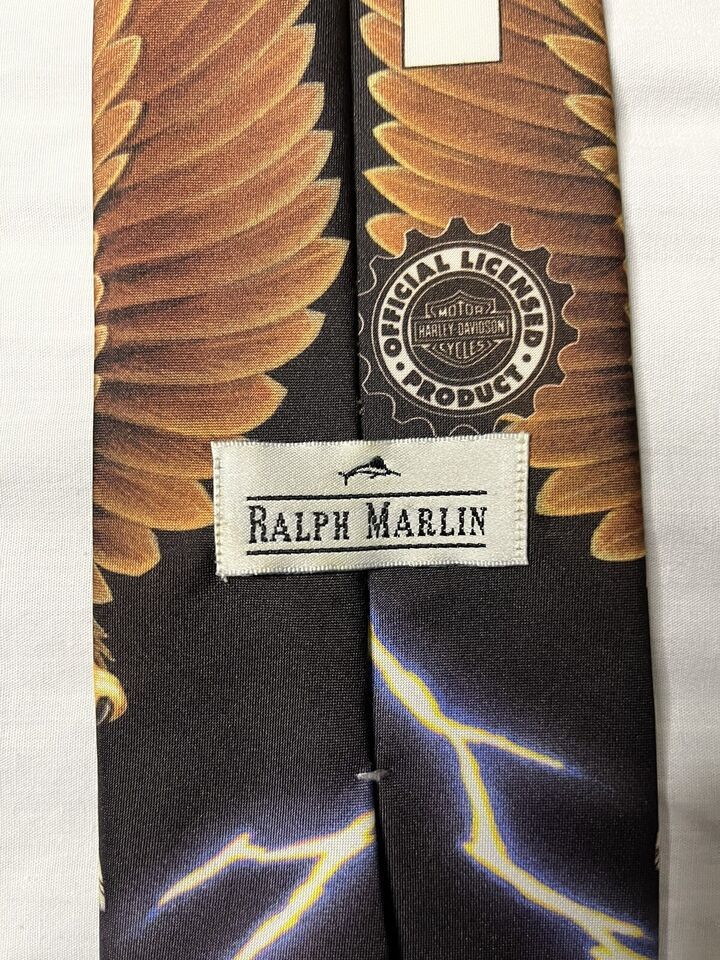 OFFICIAL LICENSED
MOTOR
HARLEY-DAVIDSON
CYCLES
PRODUCT
RALPH MARLIN